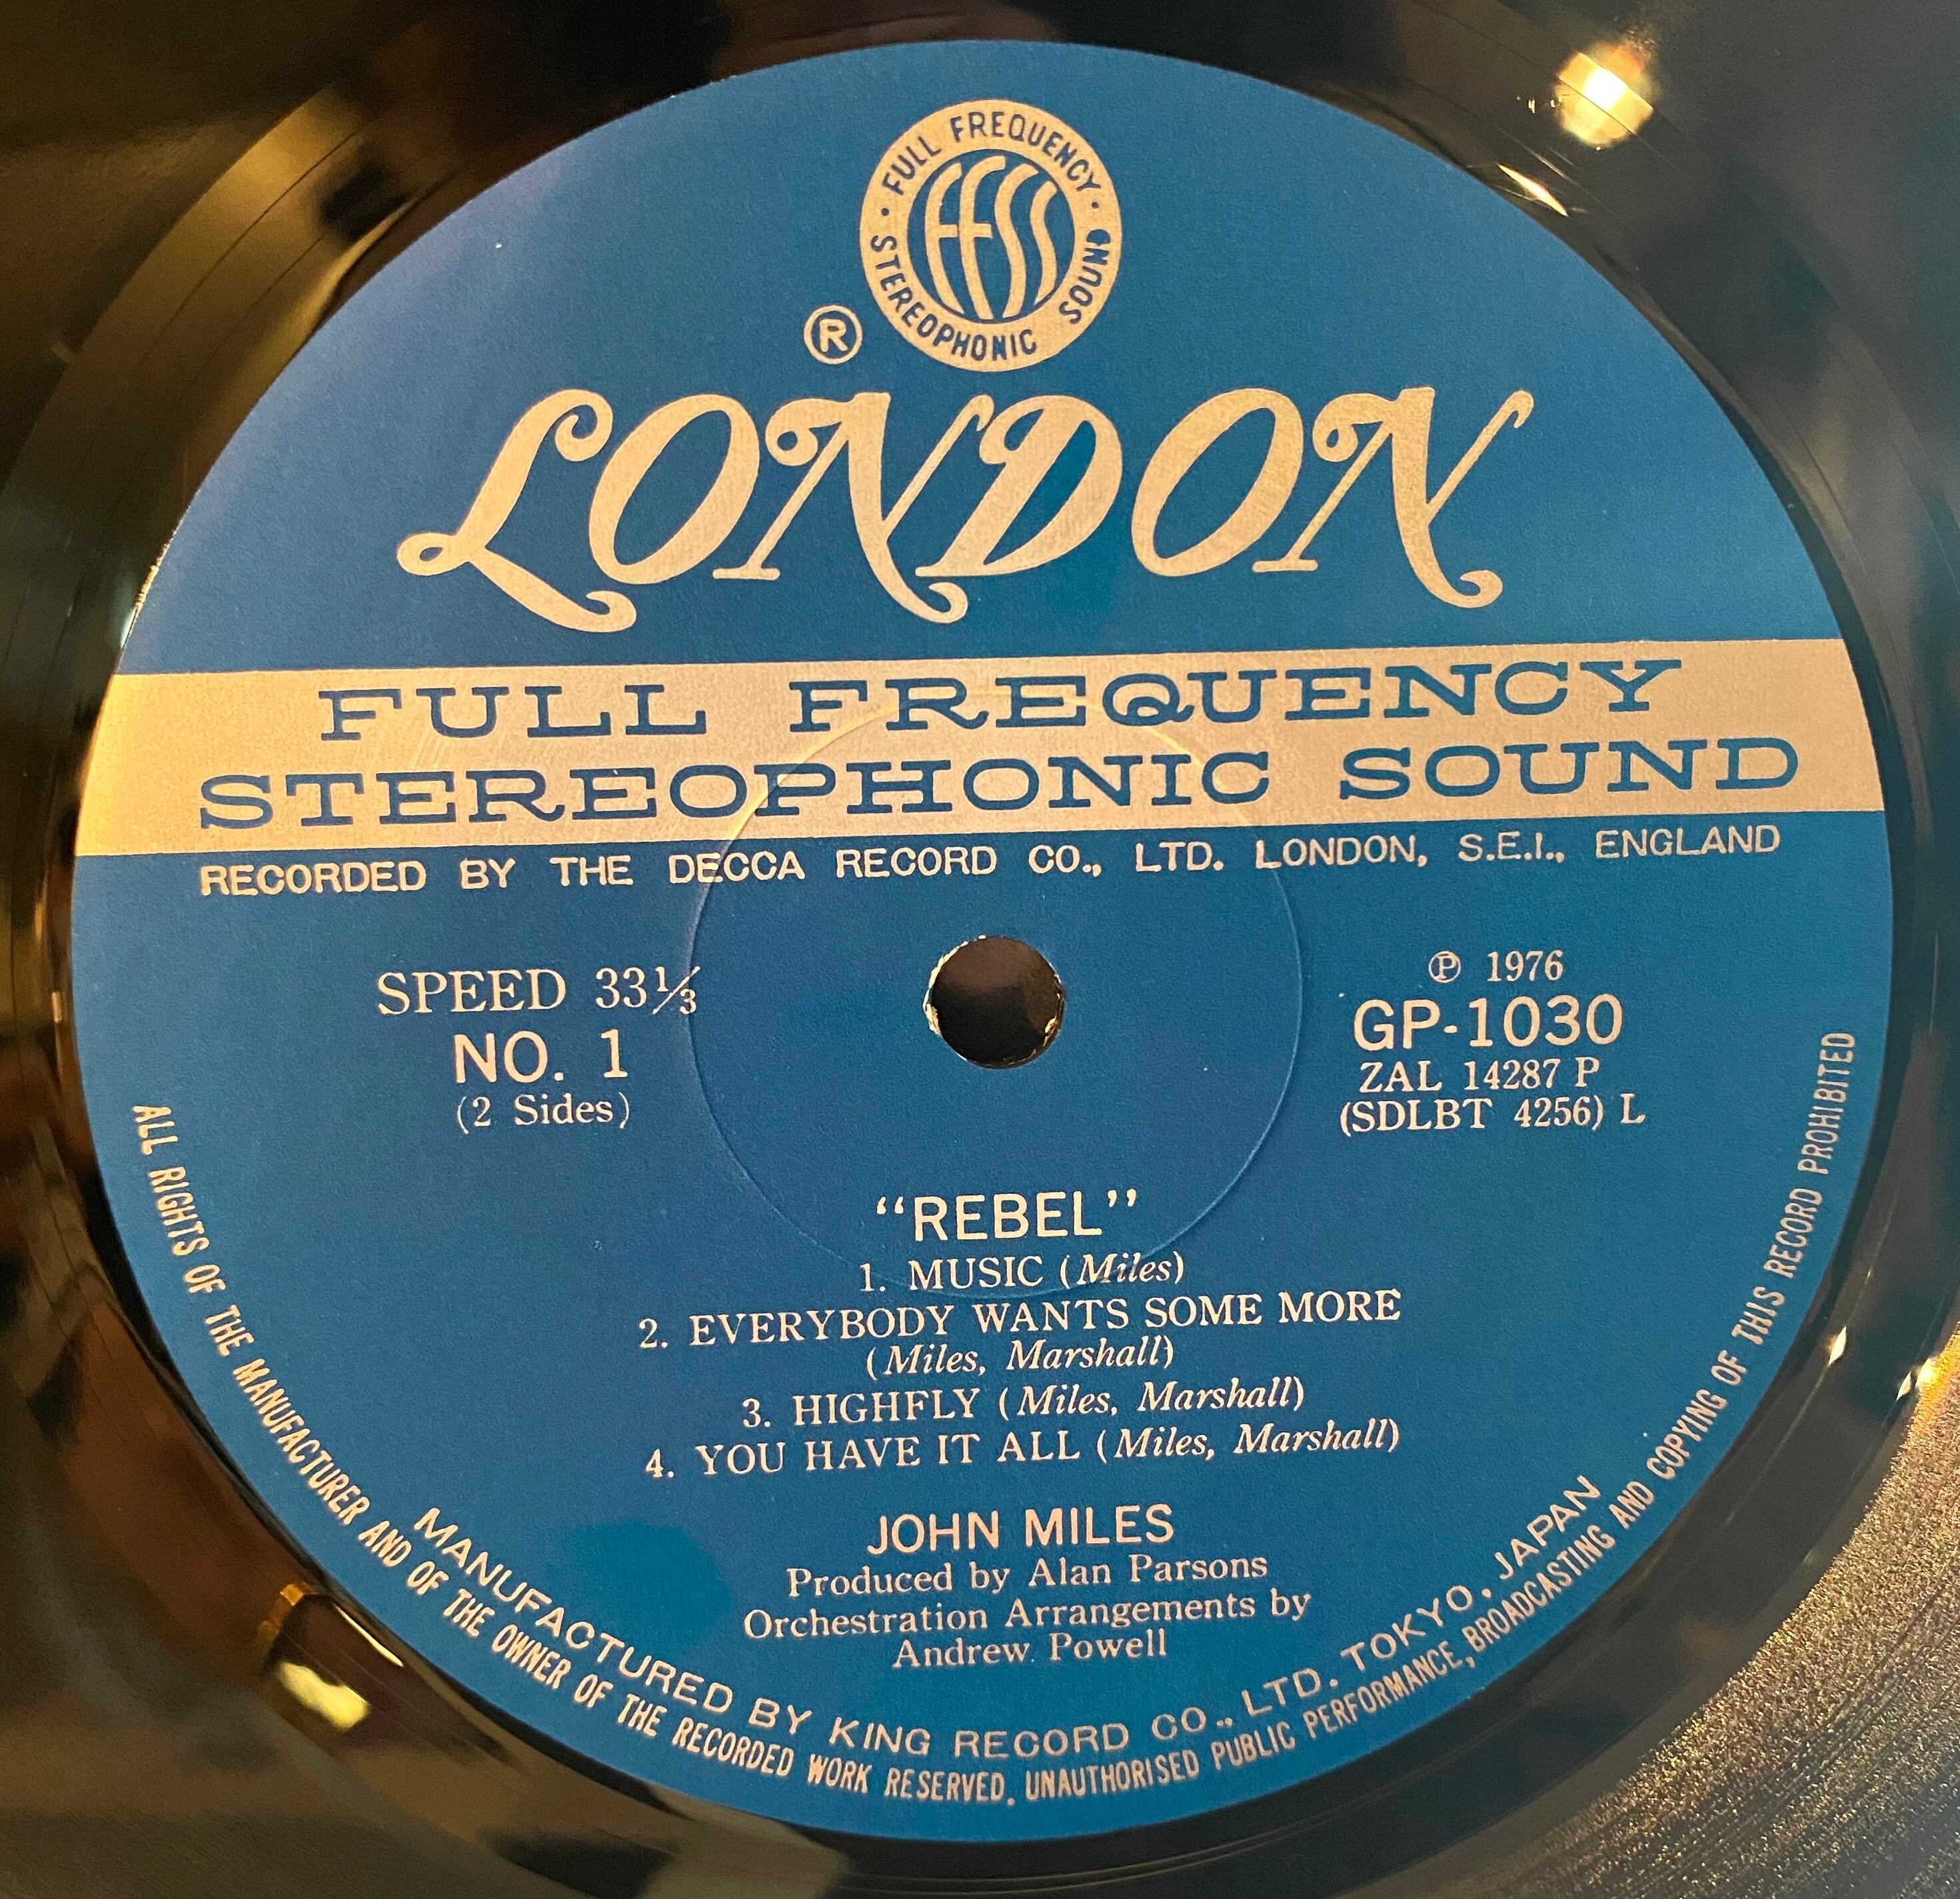 FULL FREQUENCY
ffss
STEREOPHONIC SOUND
®
LONDON
FULL FREQUENCY
STEREOPHONIC SOUND
RECORDED BY THE DECCA RECORD CO., LTD. LONDON, S.E.I., ENGLAND
SPEED 33⅓
NO. 1
(2 Sides)
℗ 1976
GP-1030
ZAL 14287 P
(SDLBT 4256) L
“REBEL”
1. MUSIC (Miles)
2. EVERYBODY WANTS SOME MORE
(Miles, Marshall)
3. HIGHFLY (Miles, Marshall)
4. YOU HAVE IT ALL (Miles, Marshall)
JOHN MILES
Produced by Alan Parsons
Orchestration Arrangements by
Andrew Powell
MANUFACTURED BY KING RECORD CO., LTD. TOKYO, JAPAN
ALL RIGHTS OF THE MANUFACTURER AND OF THE OWNER OF THE RECORDED WORK RESERVED. UNAUTHORISED PUBLIC PERFORMANCE, BROADCASTING AND COPYING OF THIS RECORD PROHIBITED